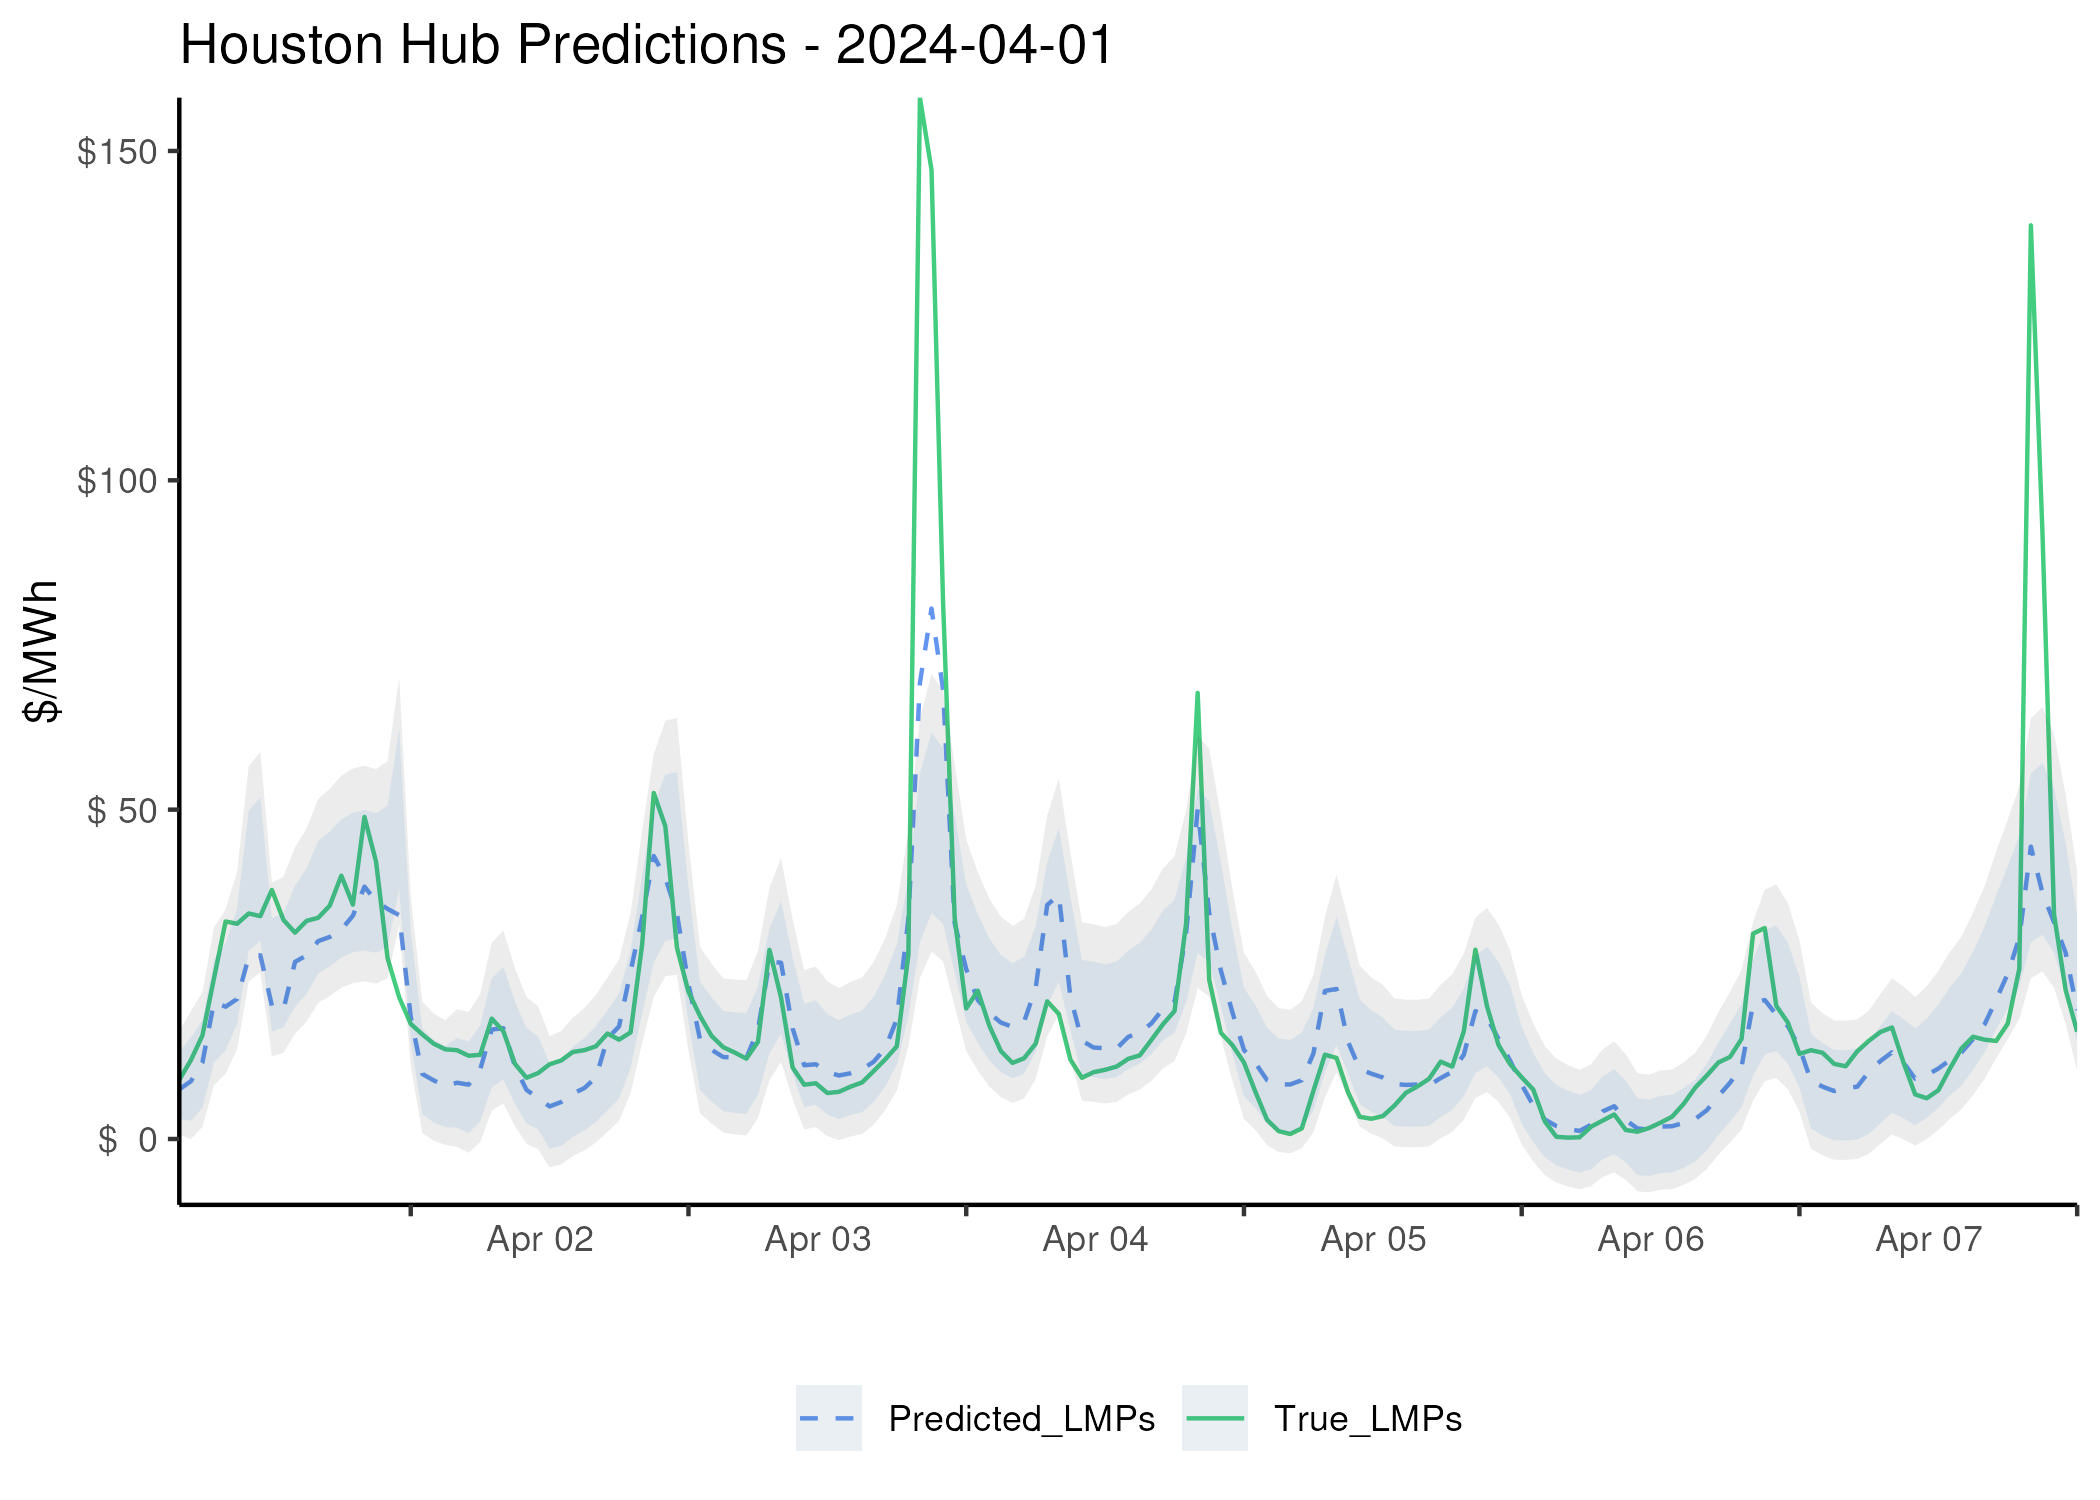 Houston Hub Predictions - 2024-04-01
$/MWh
$150
$100
$ 50
$  0
Apr 02
Apr 03
Apr 04
Apr 05
Apr 06
Apr 07
Predicted_LMPs
True_LMPs